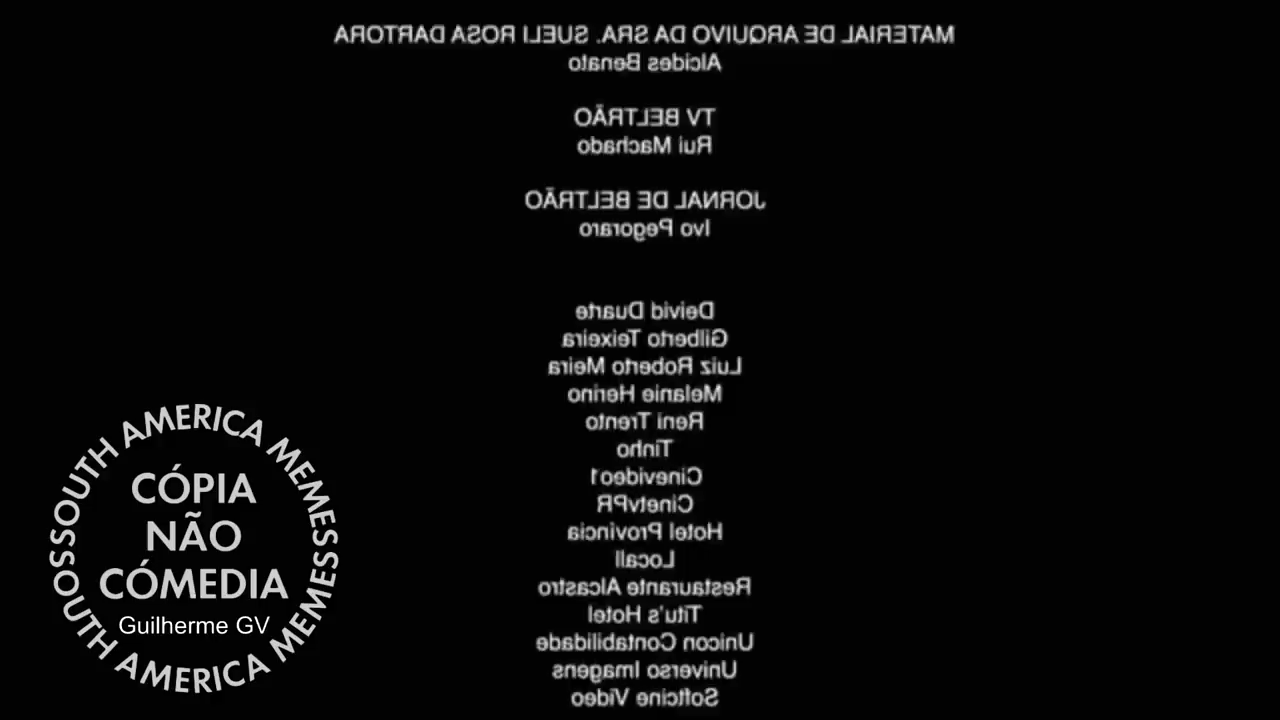 MATERIAL DE ARQUIVO DA SRA. SUELI ROSA DARTORA
Alcides Benato
TV BELTRÃO
Rui Machado
JORNAL DE BELTRÃO
Ivo Pegoraro
Deivid Duarte
Gilberto Teixeira
Luiz Roberto Meira
Melanie Herino
Reni Trento
Tinho
Cinevideo1
CinetvPR
Hotel Província
Locall
Restaurante Alcastro
Titu's Hotel
Unicon Contabilidade
Universo Imagens
Softcine Vídeo
SOUTH AMERICA MEMES
CÓPIA
NÃO
CÓMEDIA
Guilherme GV
SOUTH AMERICA MEMES